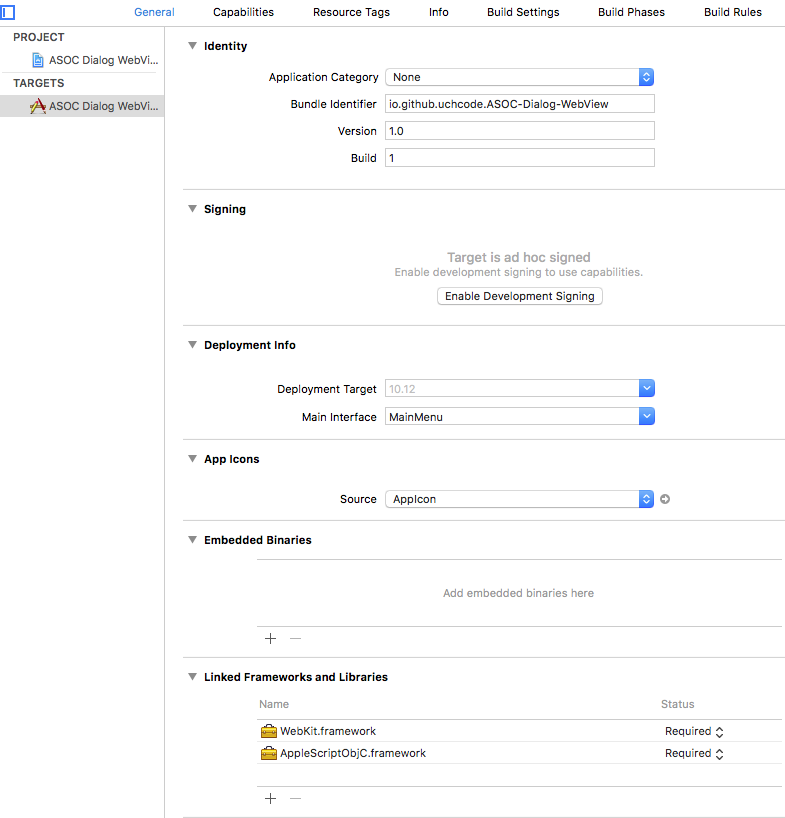 General Capabilities Resource Tags Info Build Settings Build Phases Build Rules
PROJECT
ASOC Dialog WebVi...
TARGETS
ASOC Dialog WebVi...
Identity
Application Category None
Bundle Identifier io.github.uchcode.ASOC-Dialog-WebView
Version 1.0
Build 1
Signing
Target is ad hoc signed
Enable development signing to use capabilities.
Enable Development Signing
Deployment Info
Deployment Target 10.12
Main Interface MainMenu
App Icons
Source AppIcon
Embedded Binaries
Add embedded binaries here
Linked Frameworks and Libraries
Name Status
WebKit.framework Required
AppleScriptObjC.framework Required